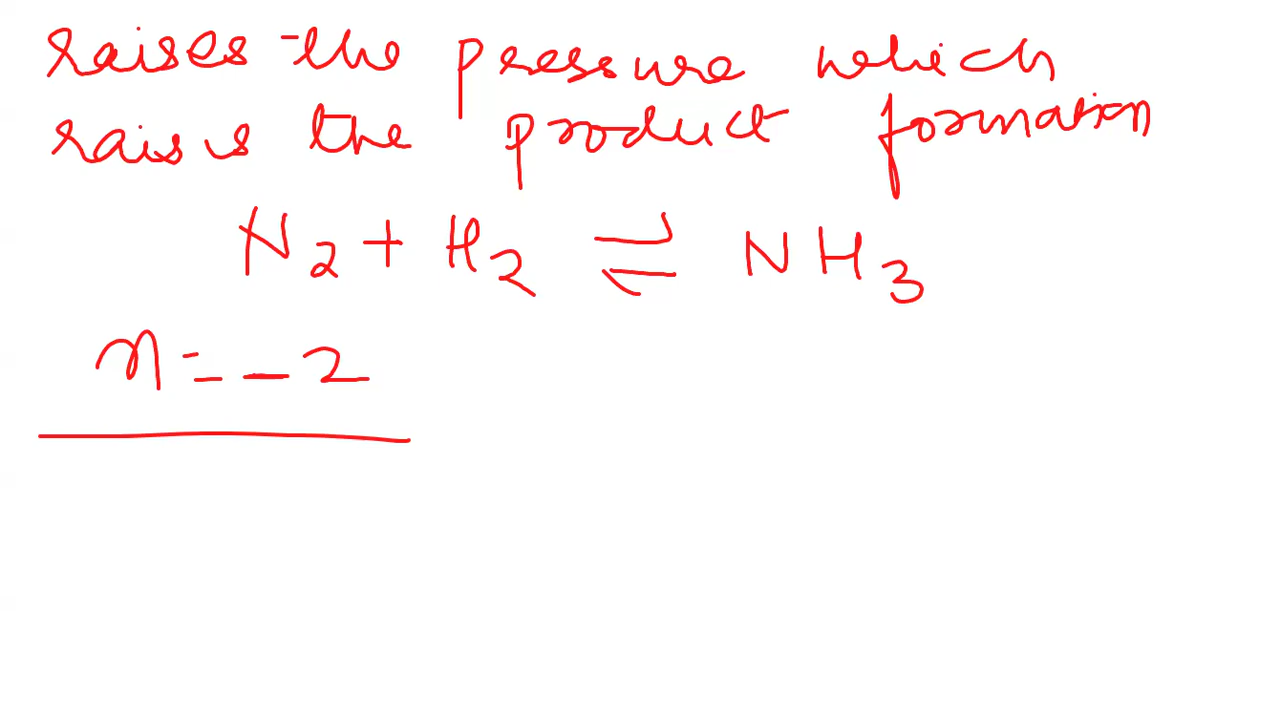 raises the pressure which
raises the product formation
N2 + H2 ⇌ NH3
n = -2